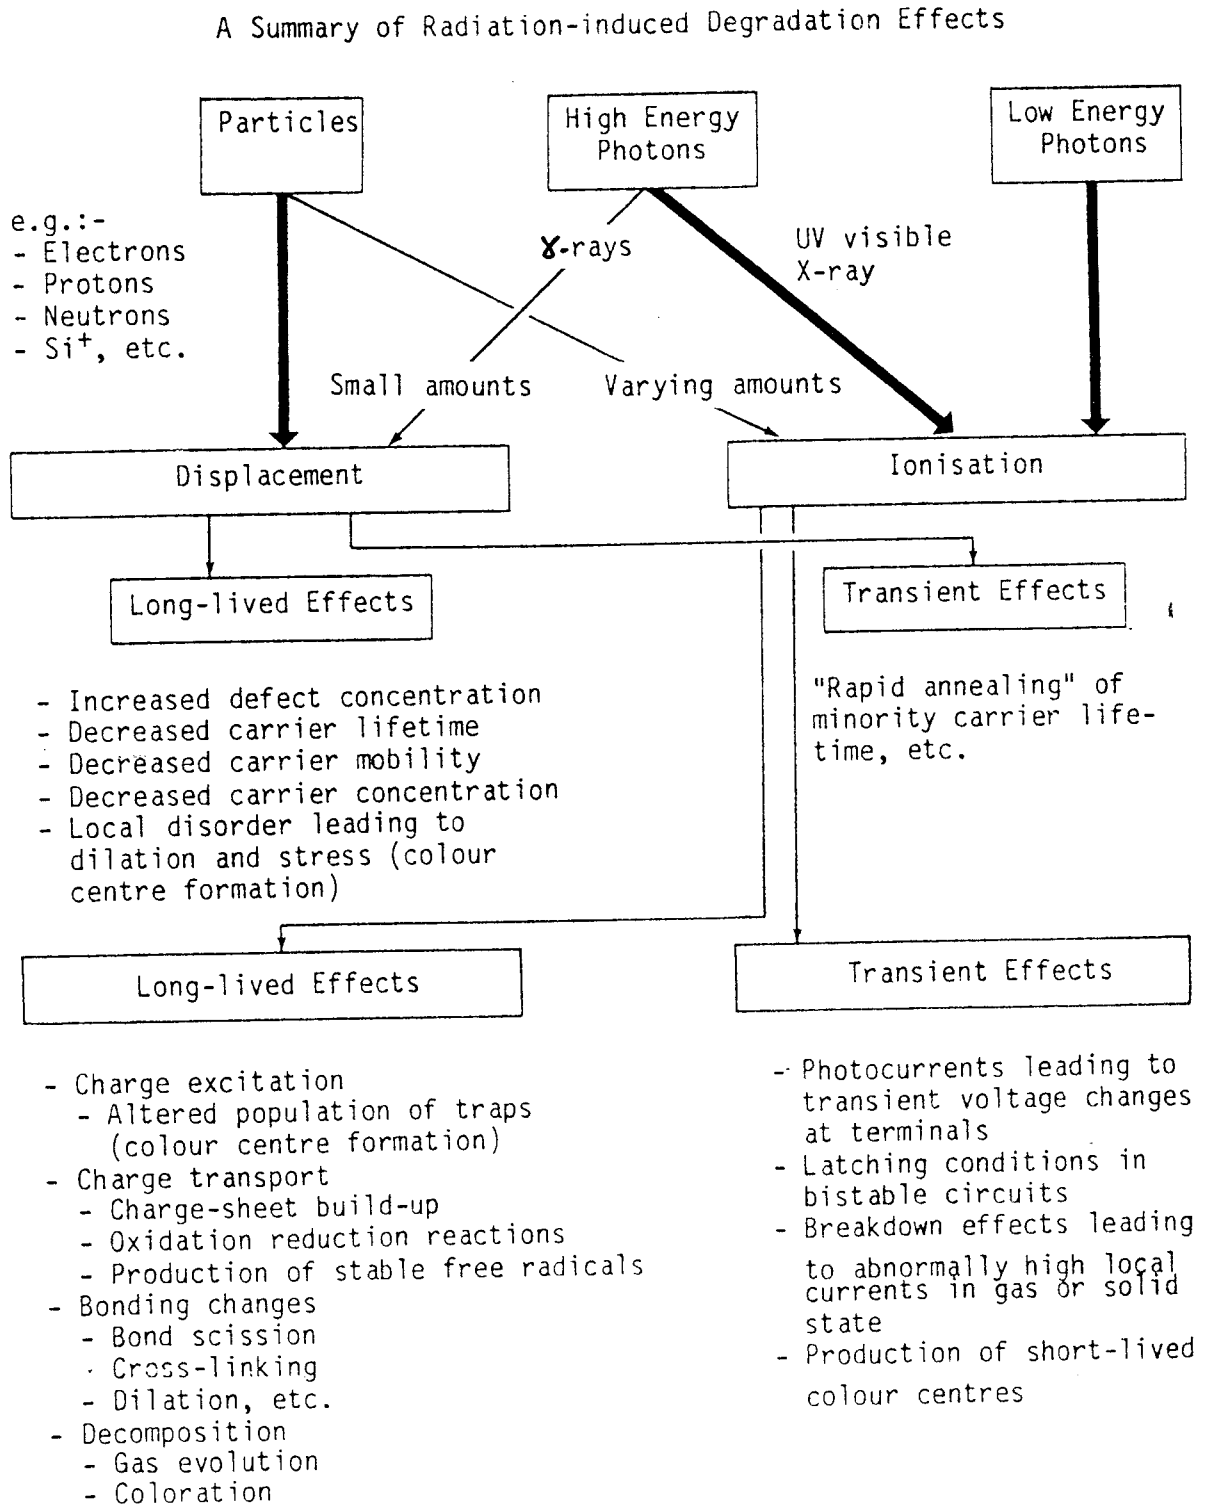 A Summary of Radiation-induced Degradation Effects
Particles
High Energy
Photons
Low Energy
Photons
e.g.:-
- Electrons
- Protons
- Neutrons
- Si⁺, etc.
γ-rays
UV visible
X-ray
Small amounts
Varying amounts
Displacement
Ionisation
Long-lived Effects
Transient Effects
- Increased defect concentration
- Decreased carrier lifetime
- Decreased carrier mobility
- Decreased carrier concentration
- Local disorder leading to
dilation and stress (colour
centre formation)
"Rapid annealing" of
minority carrier life-
time, etc.
Long-lived Effects
Transient Effects
- Charge excitation
- Altered population of traps
(colour centre formation)
- Charge transport
- Charge-sheet build-up
- Oxidation reduction reactions
- Production of stable free radicals
- Bonding changes
- Bond scission
- Cross-linking
- Dilation, etc.
- Decomposition
- Gas evolution
- Coloration
- Photocurrents leading to
transient voltage changes
at terminals
- Latching conditions in
bistable circuits
- Breakdown effects leading
to abnormally high local
currents in gas or solid
state
- Production of short-lived
colour centres